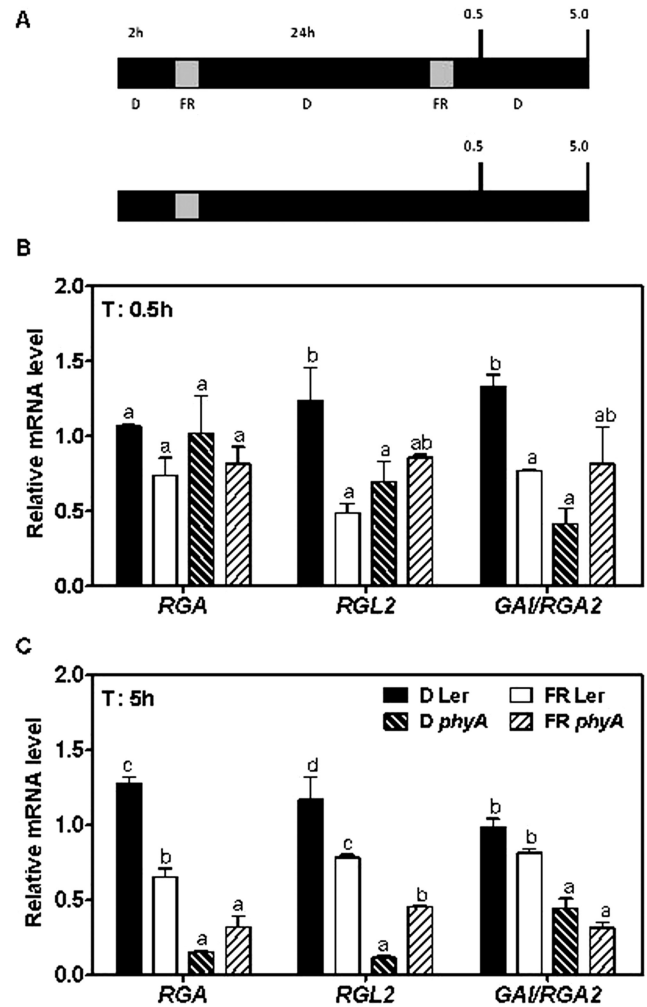 A
0.5 5.0
2h 24h
D FR D FR D
0.5 5.0
B
T: 0.5h
Relative mRNA level
2.0
1.5
1.0
0.5
0.0
a a a a
b a a ab
b a a ab
RGA RGL2 GAI/RGA2
C
T: 5h
D Ler FR Ler
D phyA FR phyA
Relative mRNA level
2.0
1.5
1.0
0.5
0.0
c b a a
d c a b
b b a a
RGA RGL2 GAI/RGA2